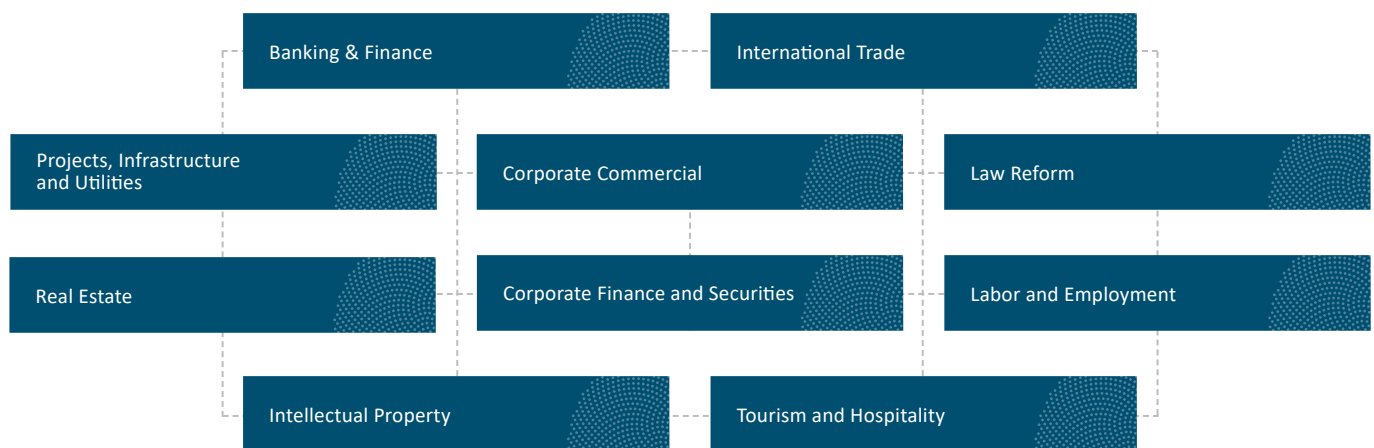 Banking & Finance
International Trade
Projects, Infrastructure
and Utilities
Corporate Commercial
Law Reform
Real Estate
Corporate Finance and Securities
Labor and Employment
Intellectual Property
Tourism and Hospitality